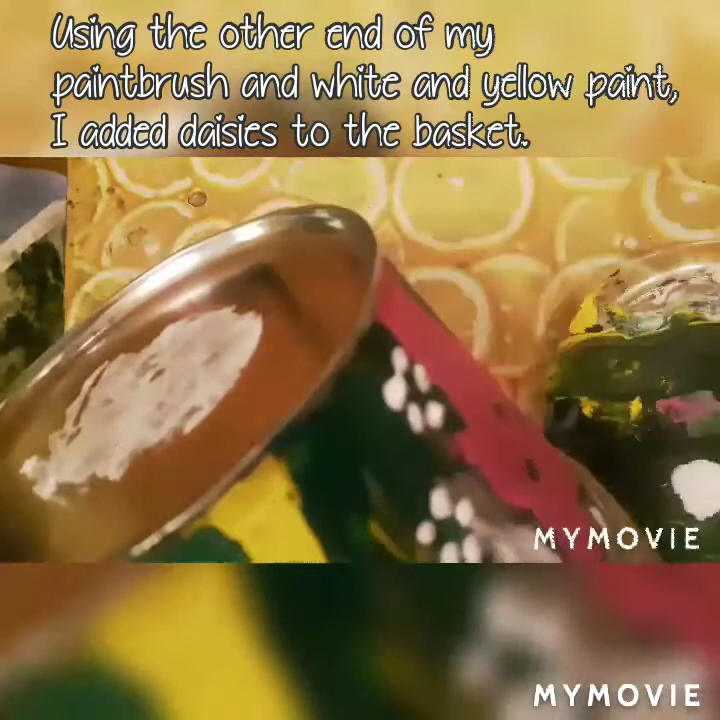 Using the other end of my
paintbrush and white and yellow paint,
I added daisies to the basket.
MYMOVIE
MYMOVIE